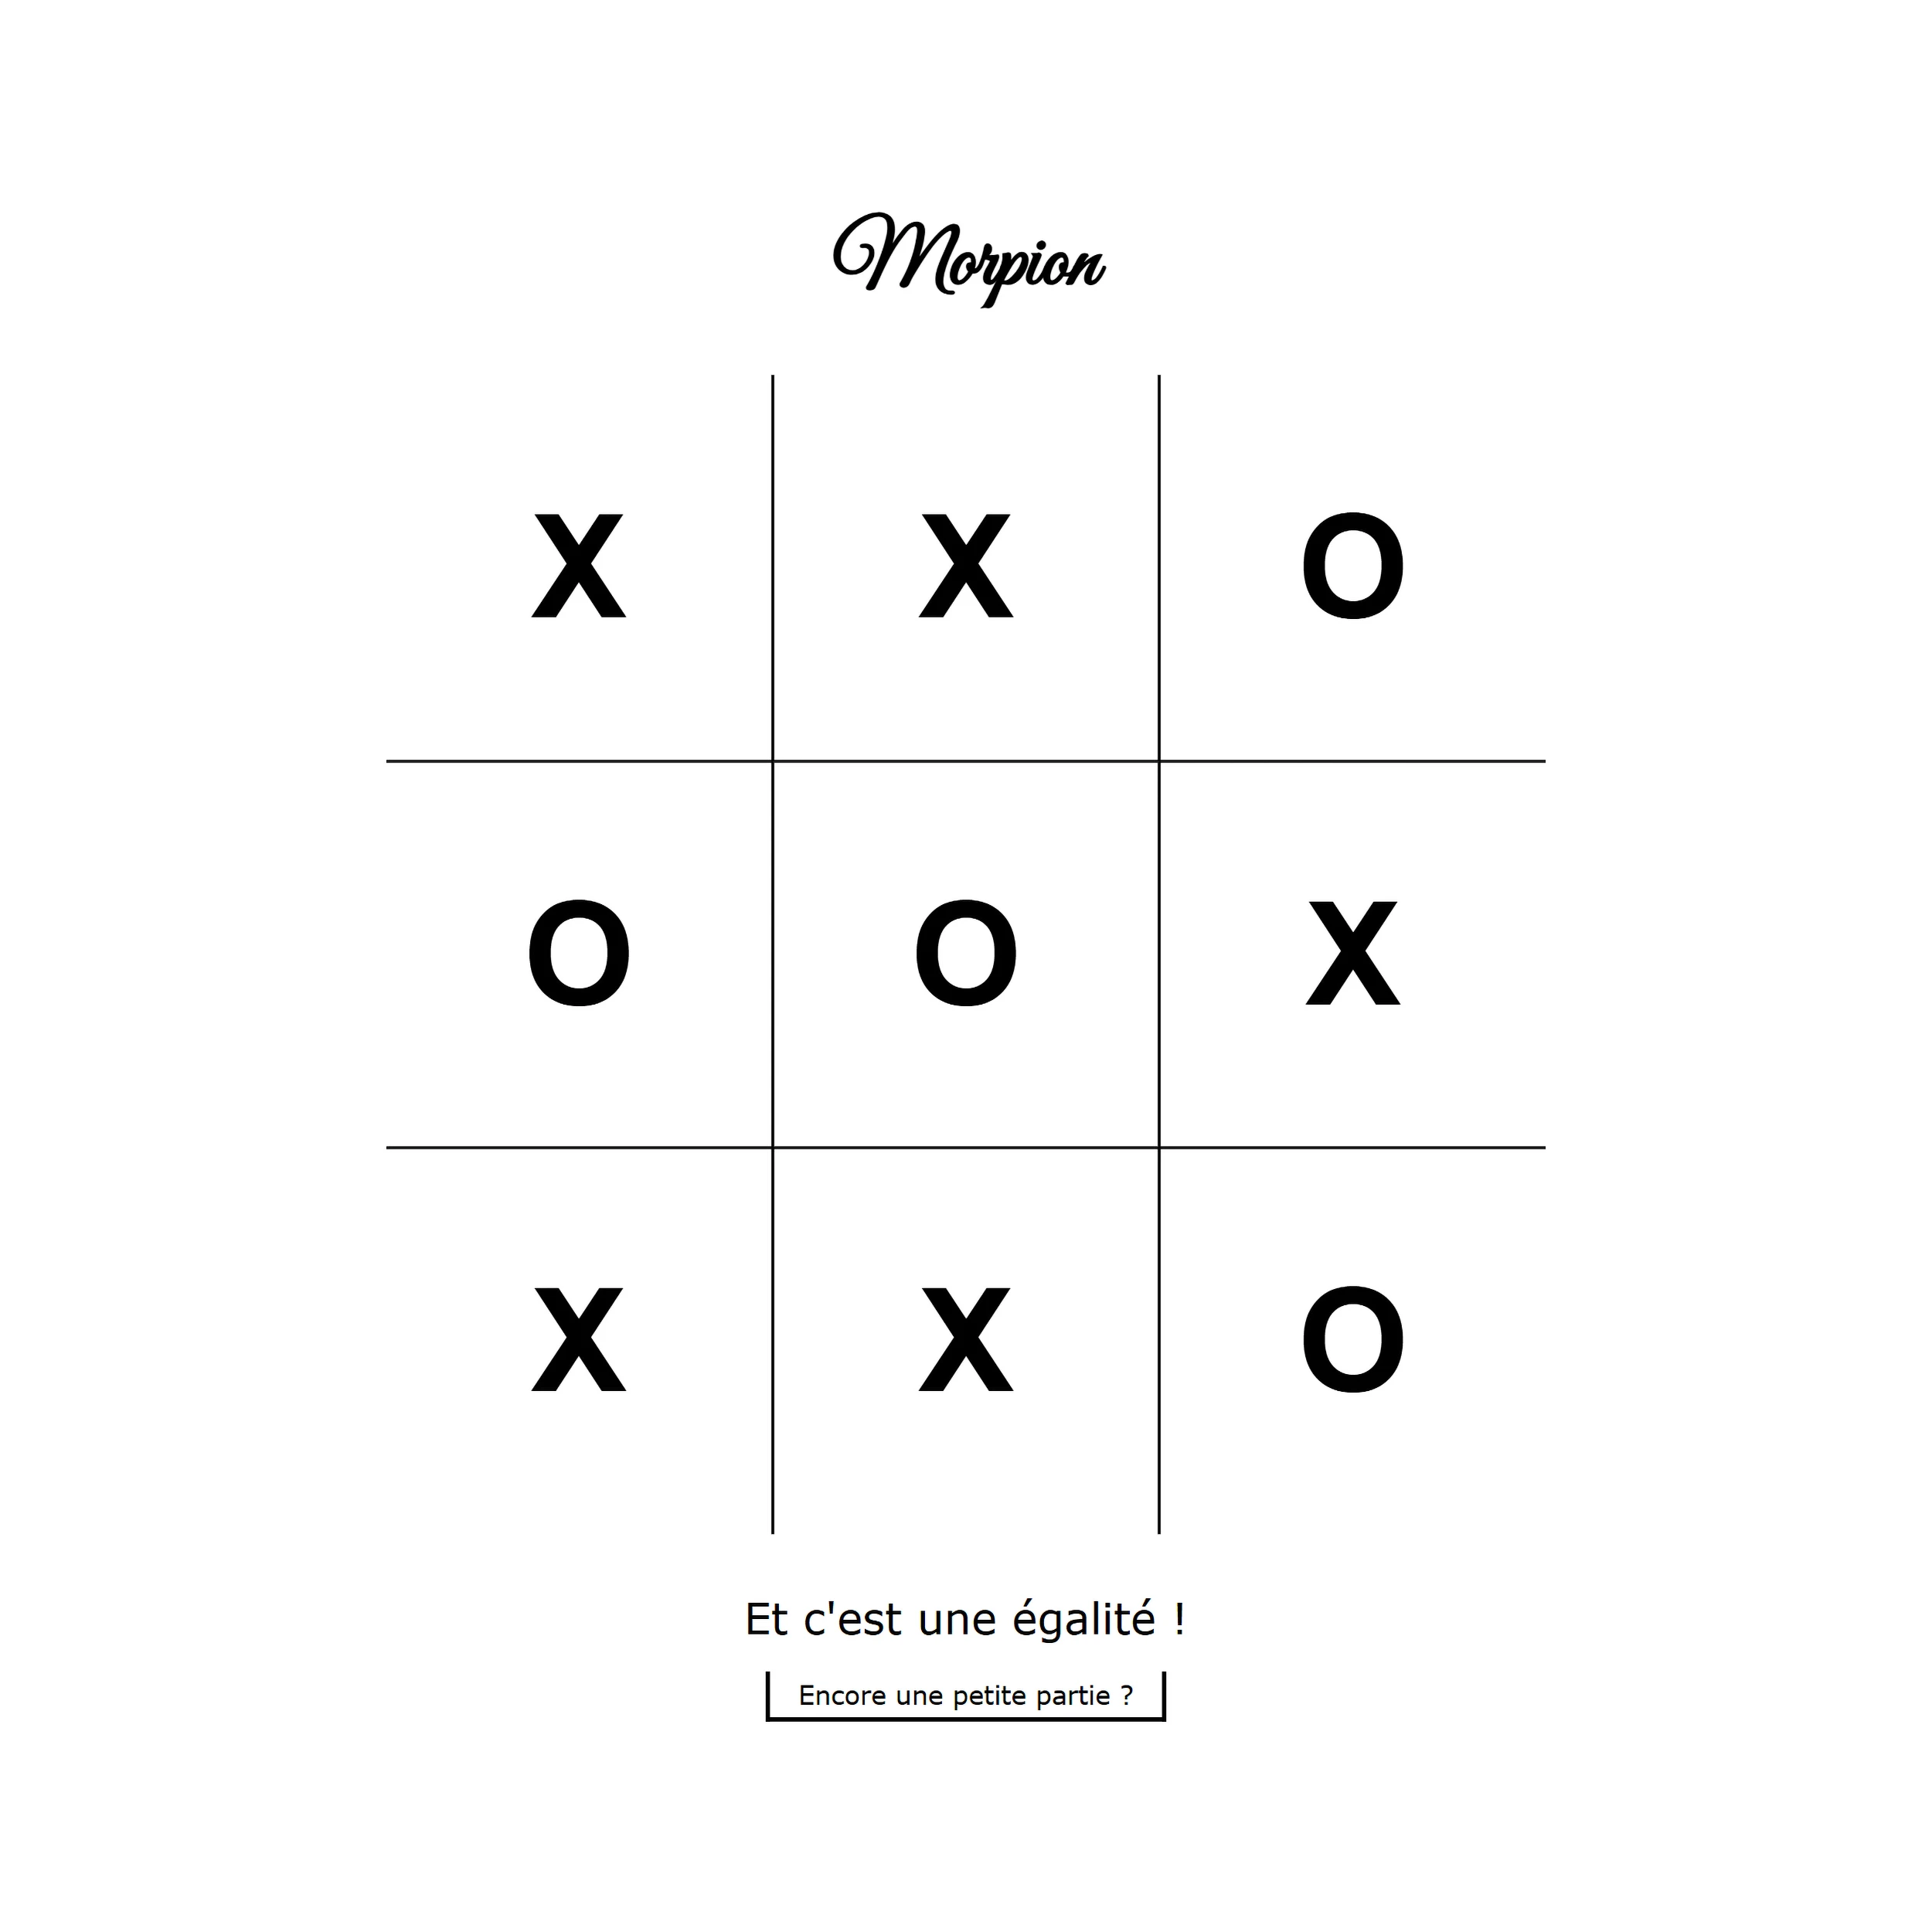 Morpion
X X O
O O X
X X O
Et c'est une égalité !
Encore une petite partie ?